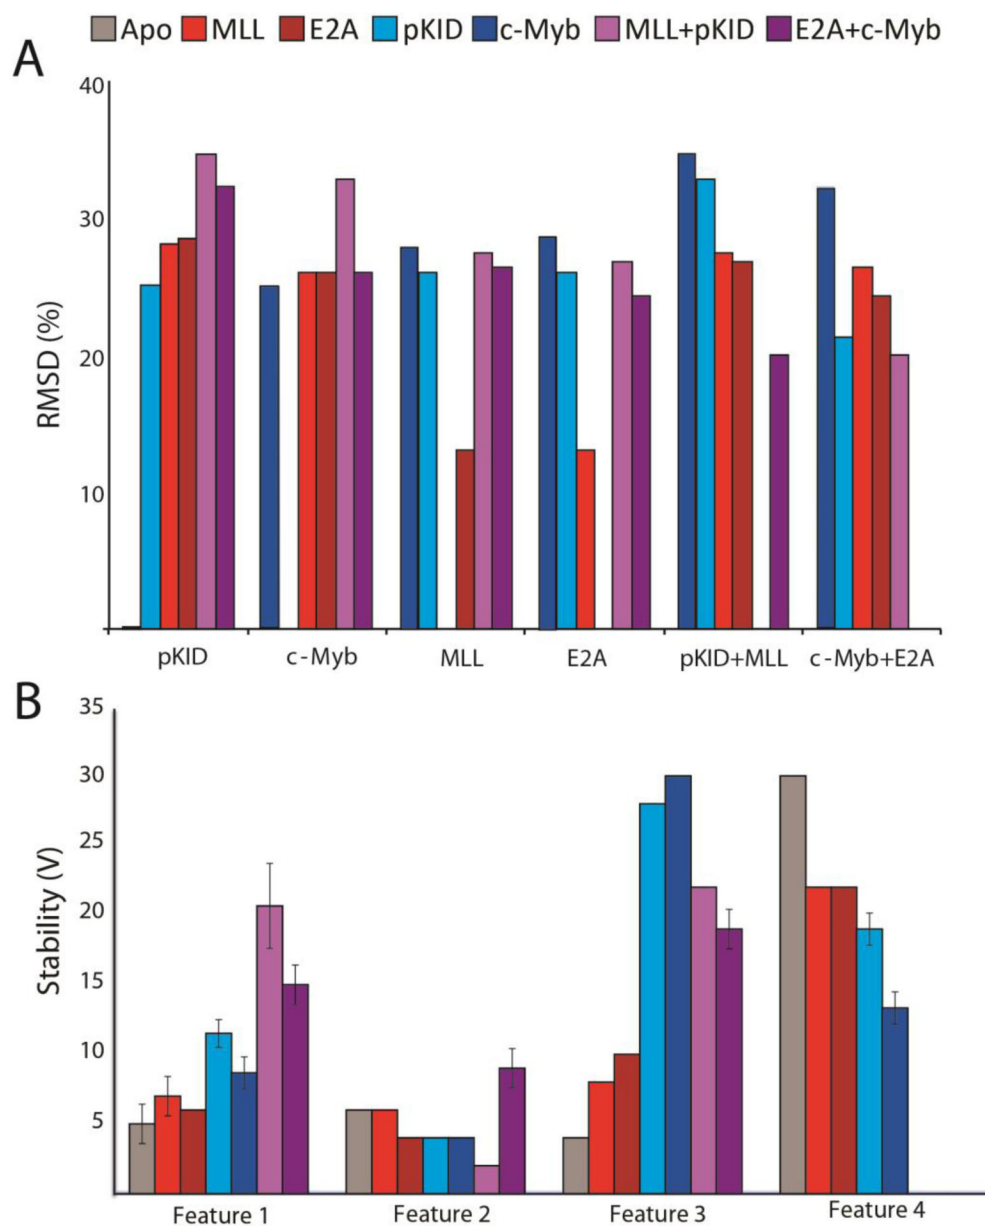 Apo MLL E2A pKID c-Myb MLL+pKID E2A+c-Myb
A
40
30
20
10
RMSD (%)
pKID c-Myb MLL E2A pKID+MLL c-Myb+E2A
B
35
30
25
20
15
10
5
Stability (V)
Feature 1 Feature 2 Feature 3 Feature 4